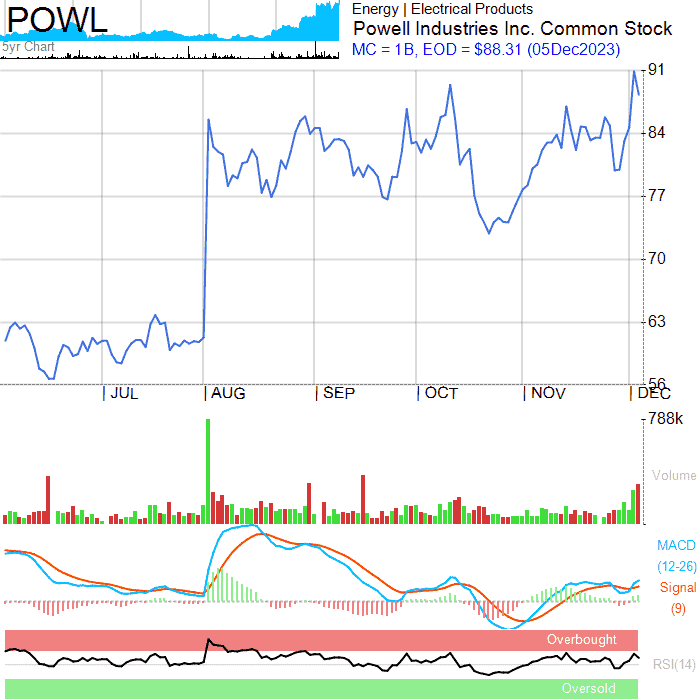 POWL
5yr Chart
Energy | Electrical Products
Powell Industries Inc. Common Stock
MC = 1B, EOD = $88.31 (05Dec2023)
91
84
77
70
63
56
JUL AUG SEP OCT NOV DEC
788k
Volume
MACD
(12-26)
Signal
(9)
Overbought
RSI(14)
Oversold